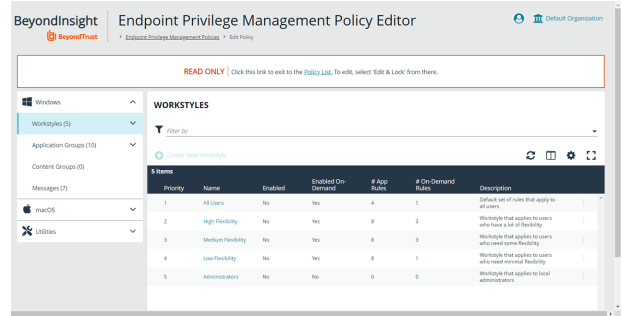 BeyondInsight
BeyondTrust
Endpoint Privilege Management Policy Editor
Endpoint Privilege Management Policies > Edit Policy
Default Organization
READ ONLY | Click this link to exit to the Policy List. To edit, select 'Edit & Lock' from there.
Windows
Workstyles (5)
Application Groups (10)
Content Groups (0)
Messages (7)
macOS
Utilities
WORKSTYLES
Filter by
Create New Workstyle
5 items
Priority Name Enabled Enabled On-Demand # App Rules # On-Demand Rules Description
1 All Users No Yes 4 1 Default set of rules that apply to all users
2 High Flexibility No Yes 8 3 Workstyle that applies to users who have a lot of flexibility
3 Medium Flexibility No Yes 8 3 Workstyle that applies to users who need some flexibility
4 Low Flexibility No Yes 8 1 Workstyle that applies to users who need minimal flexibility
5 Administrators No No 0 0 Workstyle that applies to local administrators